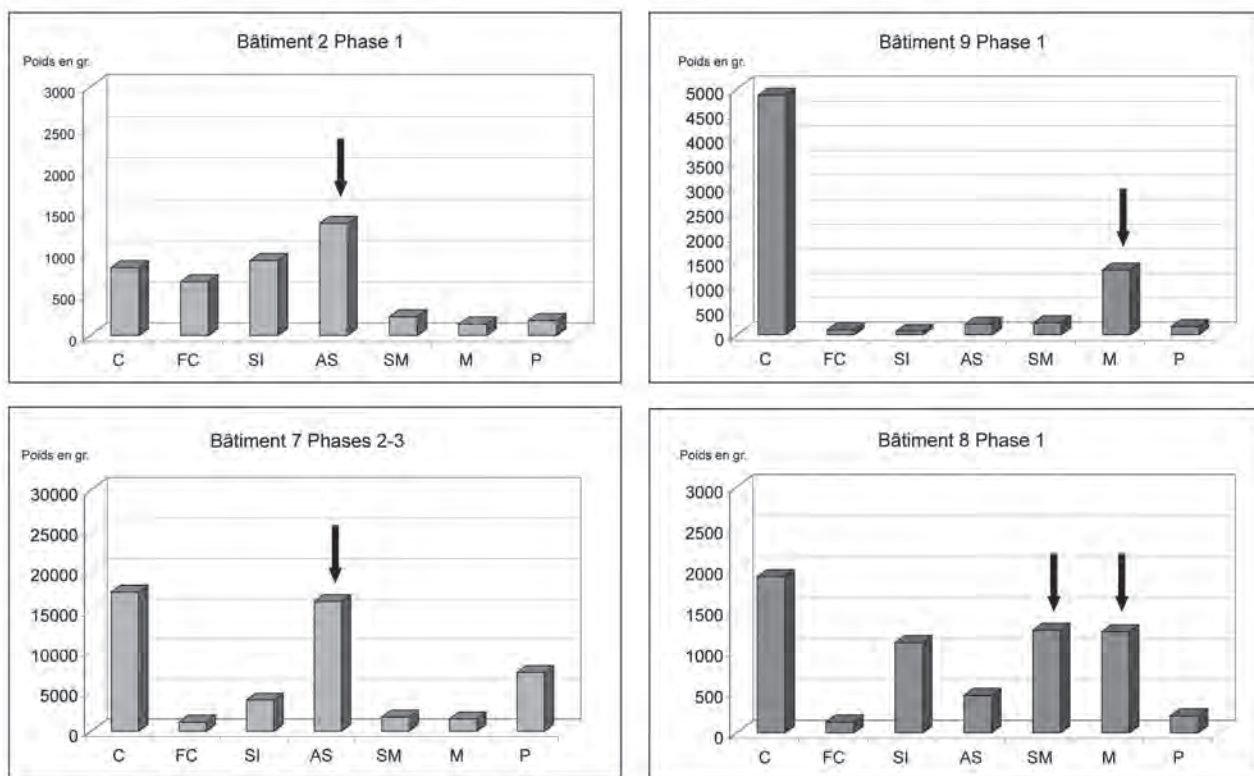 Bâtiment 2 Phase 1
Poids en gr.
3000
2500
2000
1500
1000
500
0
C FC SI AS SM M P
Bâtiment 9 Phase 1
Poids en gr.
5000
4500
4000
3500
3000
2500
2000
1500
1000
500
0
C FC SI AS SM M P
Bâtiment 7 Phases 2-3
Poids en gr.
30000
25000
20000
15000
10000
5000
0
C FC SI AS SM M P
Bâtiment 8 Phase 1
Poids en gr.
3000
2500
2000
1500
1000
500
0
C FC SI AS SM M P